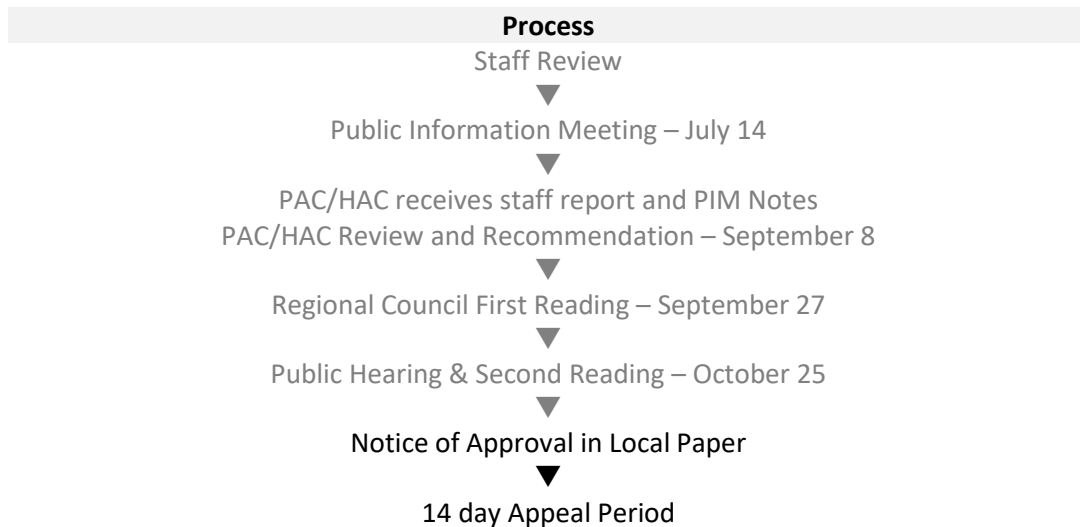 Process
Staff Review
Public Information Meeting – July 14
PAC/HAC receives staff report and PIM Notes
PAC/HAC Review and Recommendation – September 8
Regional Council First Reading – September 27
Public Hearing & Second Reading – October 25
Notice of Approval in Local Paper
14 day Appeal Period